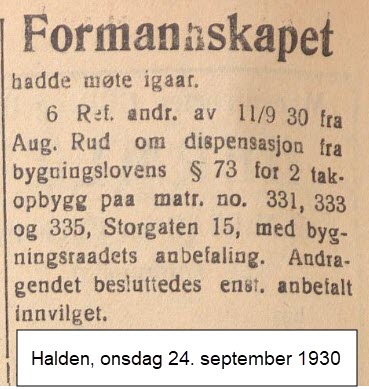 Formannskapet
hadde møte igaar.
6 Ref. andr. av 11/9 30 fra
Aug. Rud om dispensasjon fra
bygningslovens § 73 for 2 tak-
opbygg paa matr. no. 331, 333
og 335, Storgaten 15, med byg-
ningsraadets anbefaling. Andra-
gendet besluttedes enst. anbefalt
innvilget.
Halden, onsdag 24. september 1930